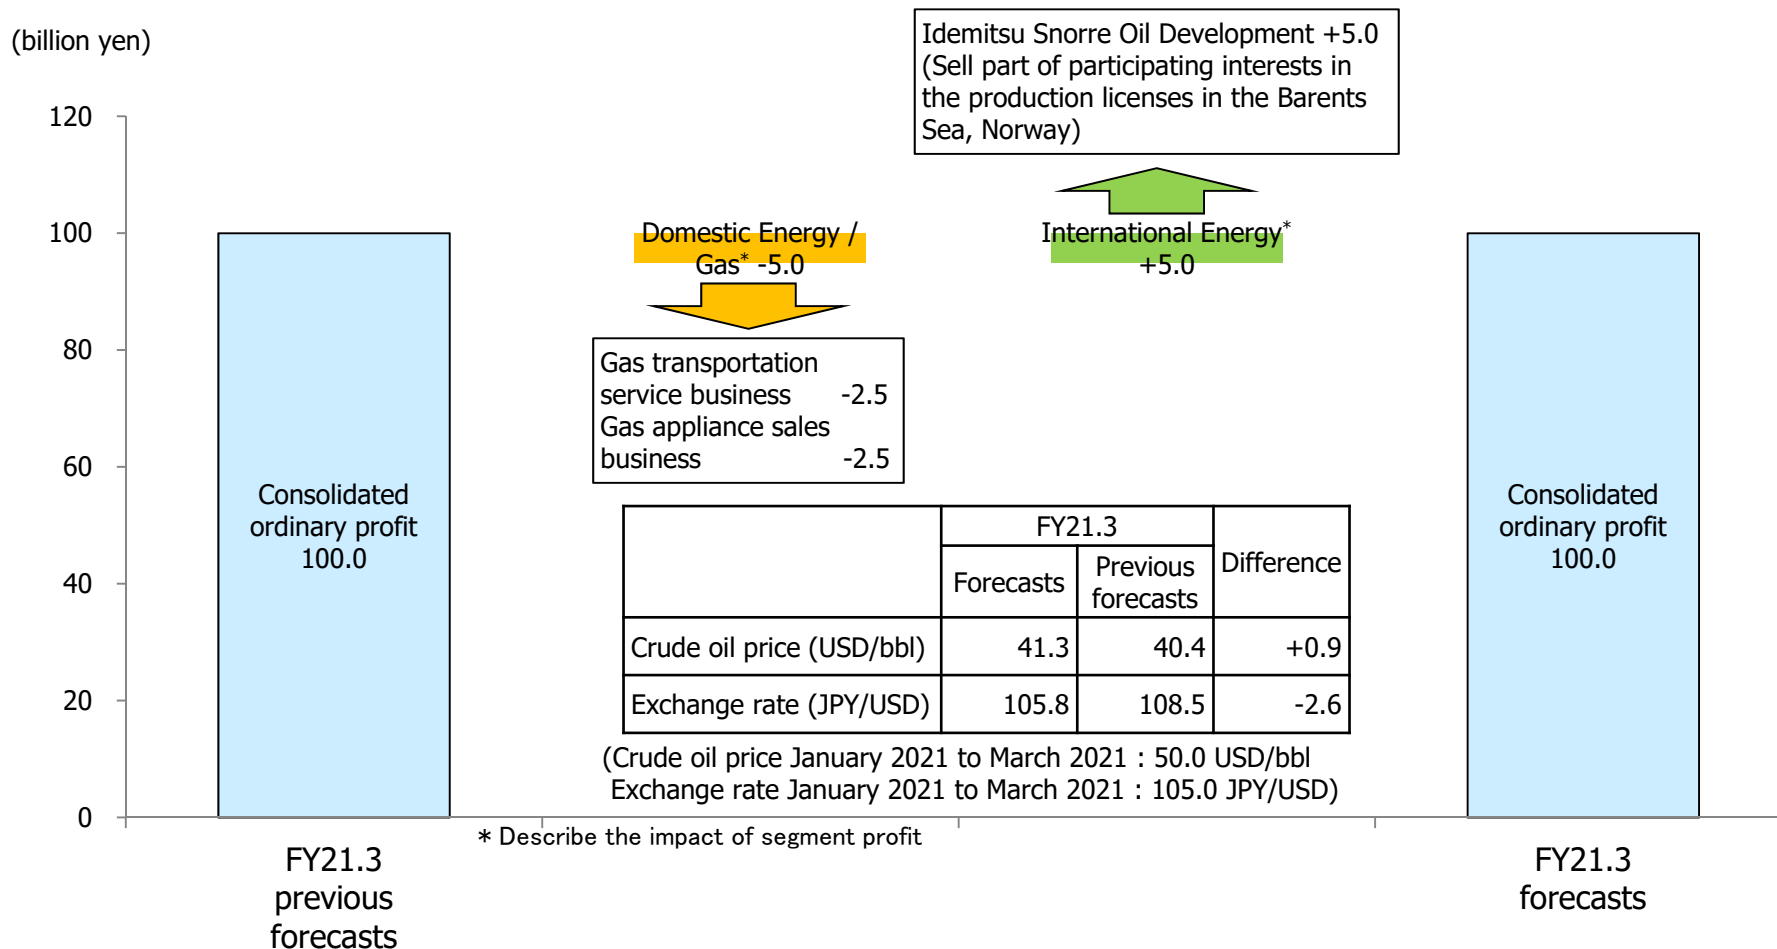 (billion yen)
Idemitsu Snorre Oil Development +5.0
(Sell part of participating interests in
the production licenses in the Barents
Sea, Norway)
120
100
80
60
40
20
0
Domestic Energy /
Gas* -5.0
International Energy*
+5.0
Gas transportation
service business -2.5
Gas appliance sales
business -2.5
Consolidated
ordinary profit
100.0
Consolidated
ordinary profit
100.0
FY21.3
Forecasts
Previous
forecasts
Difference
Crude oil price (USD/bbl) 41.3 40.4 +0.9
Exchange rate (JPY/USD) 105.8 108.5 -2.6
(Crude oil price January 2021 to March 2021 : 50.0 USD/bbl
Exchange rate January 2021 to March 2021 : 105.0 JPY/USD)
* Describe the impact of segment profit
FY21.3
previous
forecasts
FY21.3
forecasts